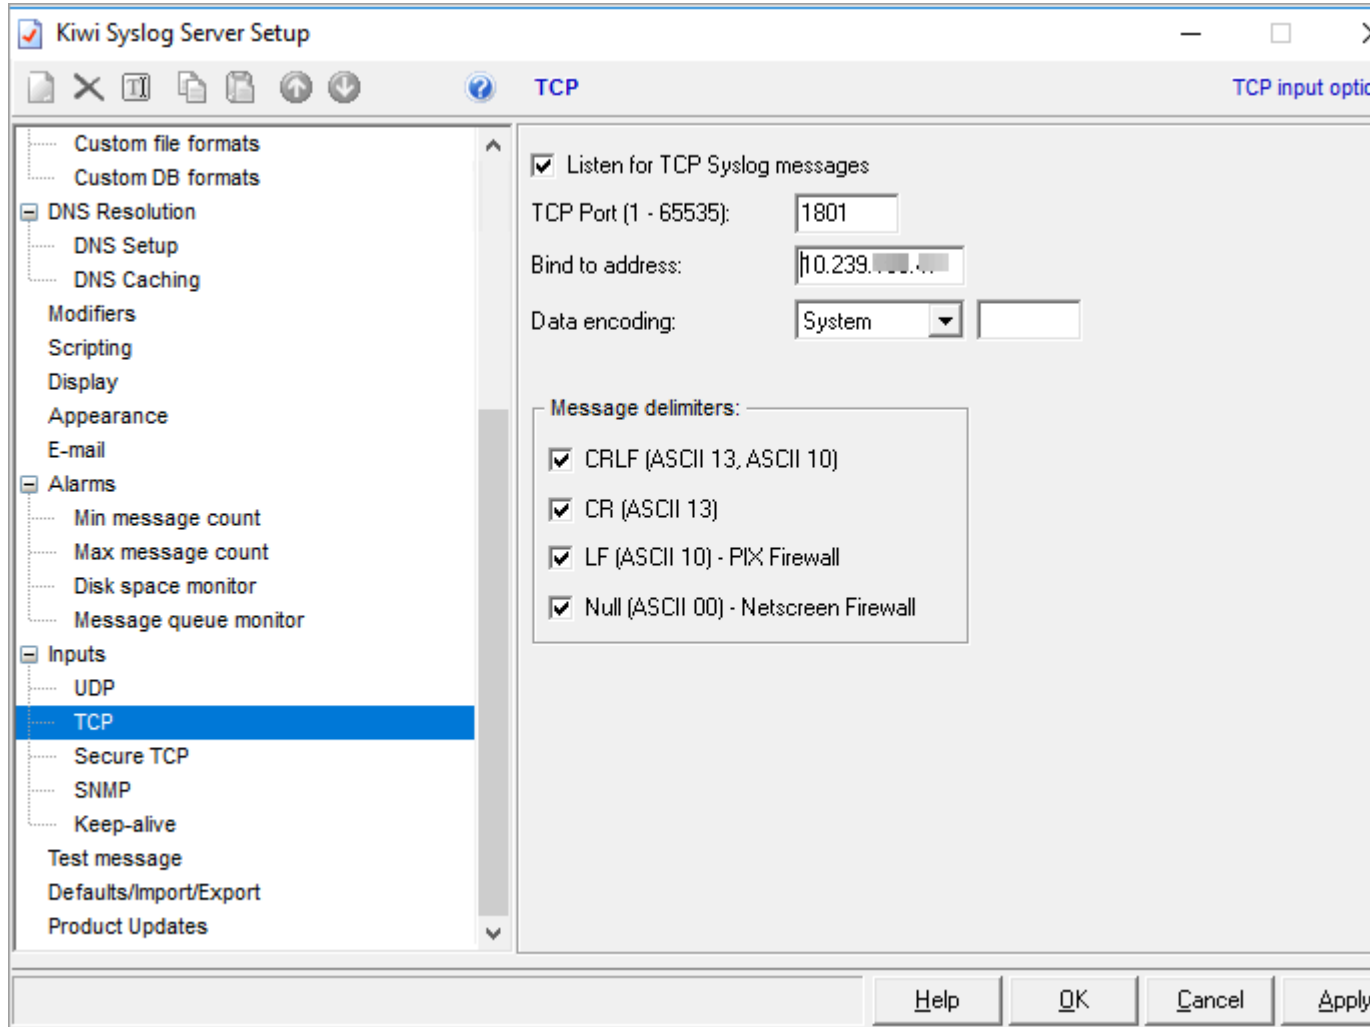 Kiwi Syslog Server Setup
TCP
TCP input optio
Custom file formats
Custom DB formats
DNS Resolution
DNS Setup
DNS Caching
Modifiers
Scripting
Display
Appearance
E-mail
Alarms
Min message count
Max message count
Disk space monitor
Message queue monitor
Inputs
UDP
TCP
Secure TCP
SNMP
Keep-alive
Test message
Defaults/Import/Export
Product Updates
Listen for TCP Syslog messages
TCP Port (1 - 65535): 1801
Bind to address: 10.239.
Data encoding: System
Message delimiters:
CRLF (ASCII 13, ASCII 10)
CR (ASCII 13)
LF (ASCII 10) - PIX Firewall
Null (ASCII 00) - Netscreen Firewall
Help OK Cancel Apply